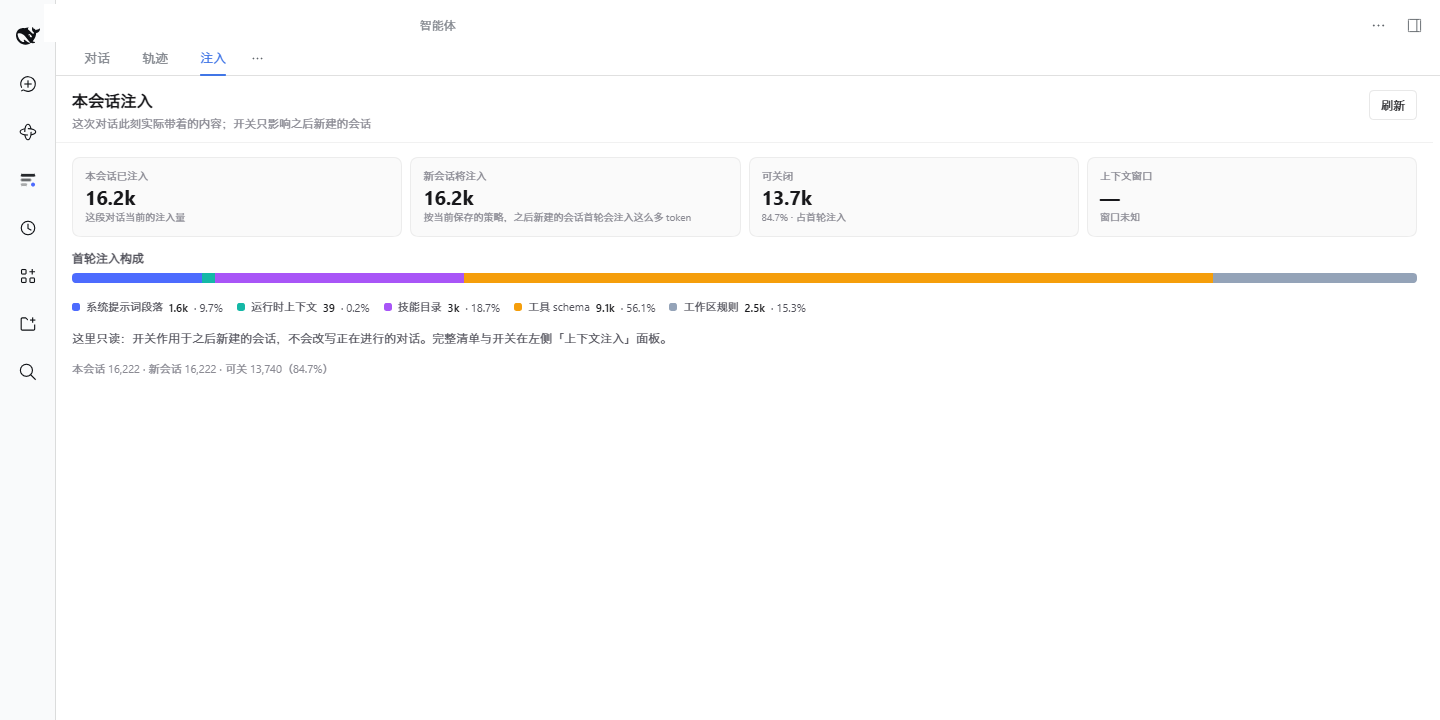 智能体
对话 轨迹 注入 ···
本会话注入
刷新
这次对话此刻实际带着的内容；开关只影响之后新建的会话
本会话已注入
16.2k
这段对话当前的注入量
新会话将注入
16.2k
按当前保存的策略，之后新建的会话首轮会注入这么多 token
可关闭
13.7k
84.7% · 占首轮注入
上下文窗口
—
窗口未知
首轮注入构成
系统提示词段落 1.6k · 9.7% 运行时上下文 39 · 0.2% 技能目录 3k · 18.7% 工具 schema 9.1k · 56.1% 工作区规则 2.5k · 15.3%
这里只读：开关作用于之后新建的会话，不会改写正在进行的对话。完整清单与开关在左侧「上下文注入」面板。
本会话 16,222 · 新会话 16,222 · 可关 13,740（84.7%）